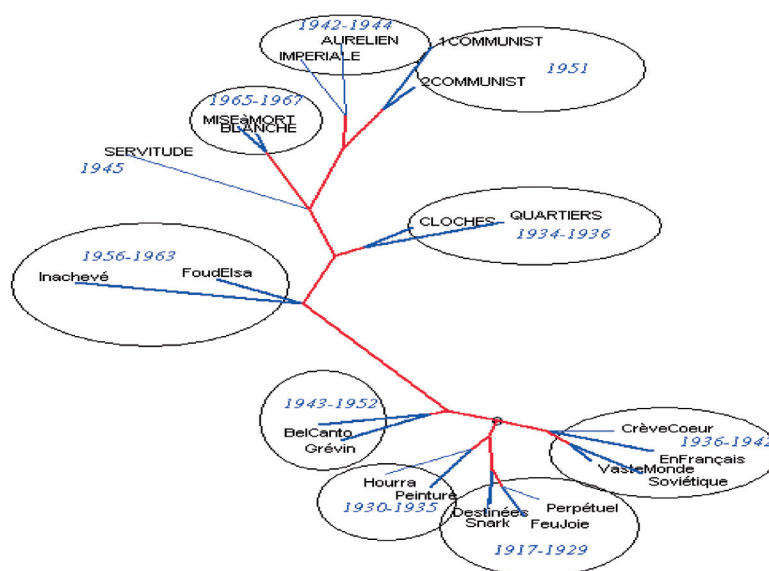 1942-1944
AURELIEN
IMPERIALE
1COMMUNIST
1951
2COMMUNIST
1965-1967
MISEàMORT
BLANCHE
SERVITUDE
1945
CLOCHES
QUARTIERS
1934-1936
1956-1963
Inachevé
FoudElsa
1943-1952
BelCanto
Grévin
CrèveCoeur
1936-1942
EnFrançais
VasteMonde
Soviétique
Hourra
Peinture
1930-1935
Destinées
Snark
Perpétuel
FeuJoie
1917-1929